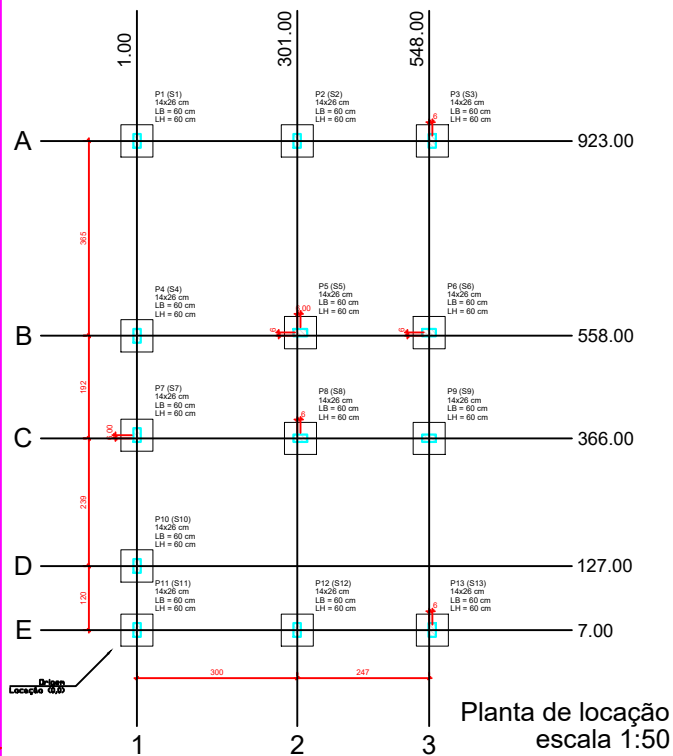 1.00
301.00
548.00
P1 (S1)
14x26 cm
LB = 60 cm
LH = 60 cm
P2 (S2)
14x26 cm
LB = 60 cm
LH = 60 cm
P3 (S3)
14x26 cm
LB = 60 cm
LH = 60 cm
6
A
923.00
365
P4 (S4)
14x26 cm
LB = 60 cm
LH = 60 cm
P5 (S5)
14x26 cm
LB = 60 cm
LH = 60 cm
6
P6 (S6)
14x26 cm
LB = 60 cm
LH = 60 cm
6
B
558.00
192
P7 (S7)
14x26 cm
LB = 60 cm
LH = 60 cm
P8 (S8)
14x26 cm
LB = 60 cm
LH = 60 cm
6
P9 (S9)
14x26 cm
LB = 60 cm
LH = 60 cm
C
366.00
239
P10 (S10)
14x26 cm
LB = 60 cm
LH = 60 cm
D
127.00
120
P11 (S11)
14x26 cm
LB = 60 cm
LH = 60 cm
P12 (S12)
14x26 cm
LB = 60 cm
LH = 60 cm
P13 (S13)
14x26 cm
LB = 60 cm
LH = 60 cm
6
E
7.00
300
247
Origem
Locação (0,0)
1
2
3
Planta de locação
escala 1:50